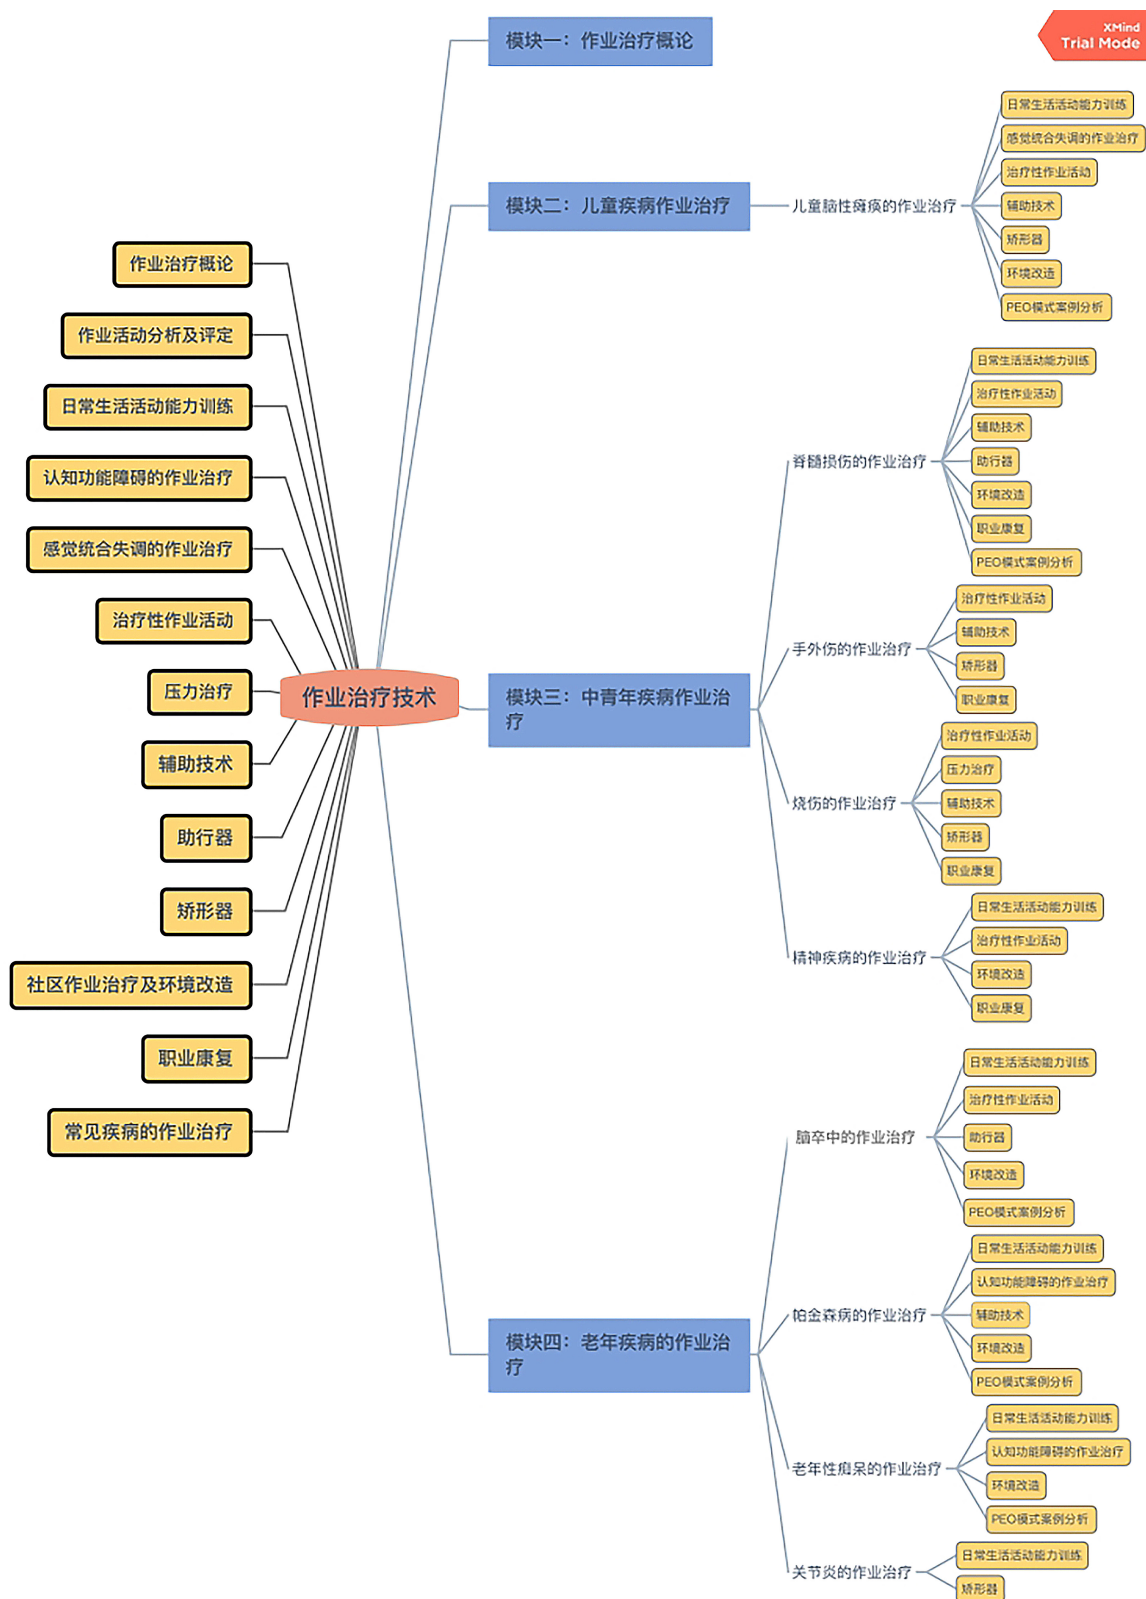 XMind
Trial Mode
作业治疗概论
作业活动分析及评定
日常生活活动能力训练
认知功能障碍的作业治疗
感觉统合失调的作业治疗
治疗性作业活动
压力治疗
辅助技术
助行器
矫形器
社区作业治疗及环境改造
职业康复
常见疾病的作业治疗
作业治疗技术
模块一：作业治疗概论
模块二：儿童疾病作业治疗
儿童脑性瘫痪的作业治疗
日常生活活动能力训练
感觉统合失调的作业治疗
治疗性作业活动
辅助技术
矫形器
环境改造
PEO模式案例分析
模块三：中青年疾病作业治
疗
脊髓损伤的作业治疗
日常生活活动能力训练
治疗性作业活动
辅助技术
助行器
环境改造
职业康复
PEO模式案例分析
手外伤的作业治疗
治疗性作业活动
辅助技术
矫形器
职业康复
烧伤的作业治疗
治疗性作业活动
压力治疗
辅助技术
矫形器
职业康复
精神疾病的作业治疗
日常生活活动能力训练
治疗性作业活动
环境改造
职业康复
模块四：老年疾病的作业治
疗
脑卒中的作业治疗
日常生活活动能力训练
治疗性作业活动
助行器
环境改造
PEO模式案例分析
帕金森病的作业治疗
日常生活活动能力训练
认知功能障碍的作业治疗
辅助技术
环境改造
PEO模式案例分析
老年性痴呆的作业治疗
日常生活活动能力训练
认知功能障碍的作业治疗
环境改造
PEO模式案例分析
关节炎的作业治疗
日常生活活动能力训练
矫形器